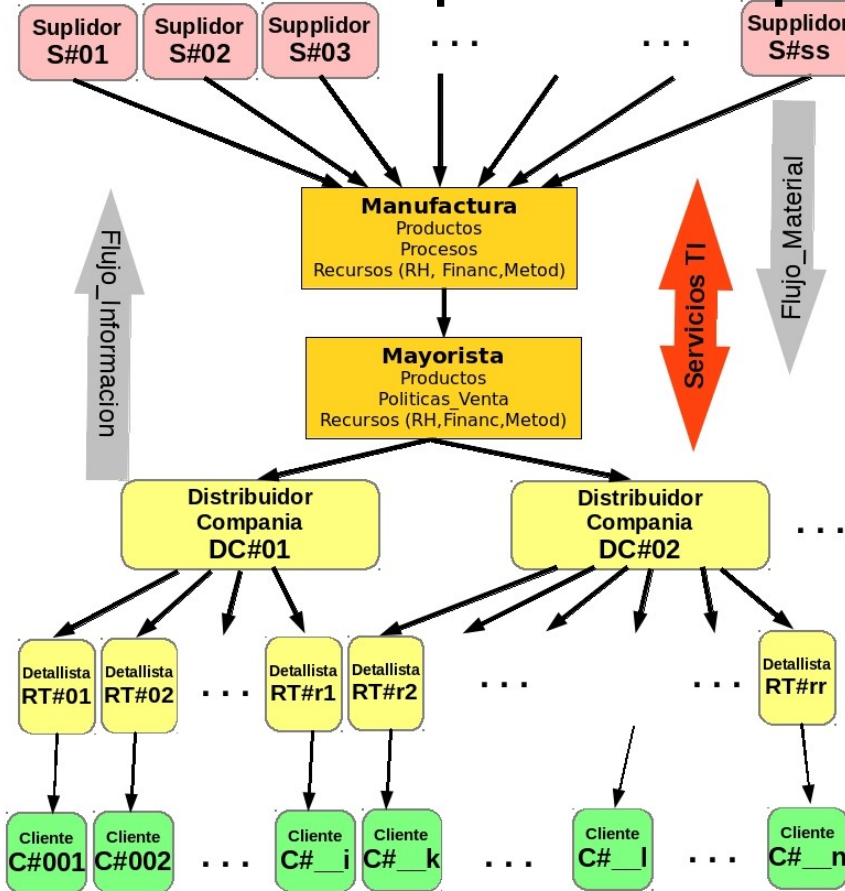 Suplidor
S#01
Suplidor
S#02
Supplidor
S#03
. . .
. . .
Supplidor
S#ss
Flujo_Informacion
Manufactura
Productos
Procesos
Recursos (RH, Financ,Metod)
Servicios TI
Flujo_Material
Mayorista
Productos
Politicas_Venta
Recursos (RH,Financ,Metod)
Distribuidor
Compania
DC#01
Distribuidor
Compania
DC#02
. . .
Detallista
RT#01
Detallista
RT#02
. . .
Detallista
RT#r1
Detallista
RT#r2
. . .
. . .
Detallista
RT#rr
Cliente
C#001
Cliente
C#002
. . .
Cliente
C#__i
Cliente
C#__k
. . .
Cliente
C#__l
. . .
Cliente
C#__n